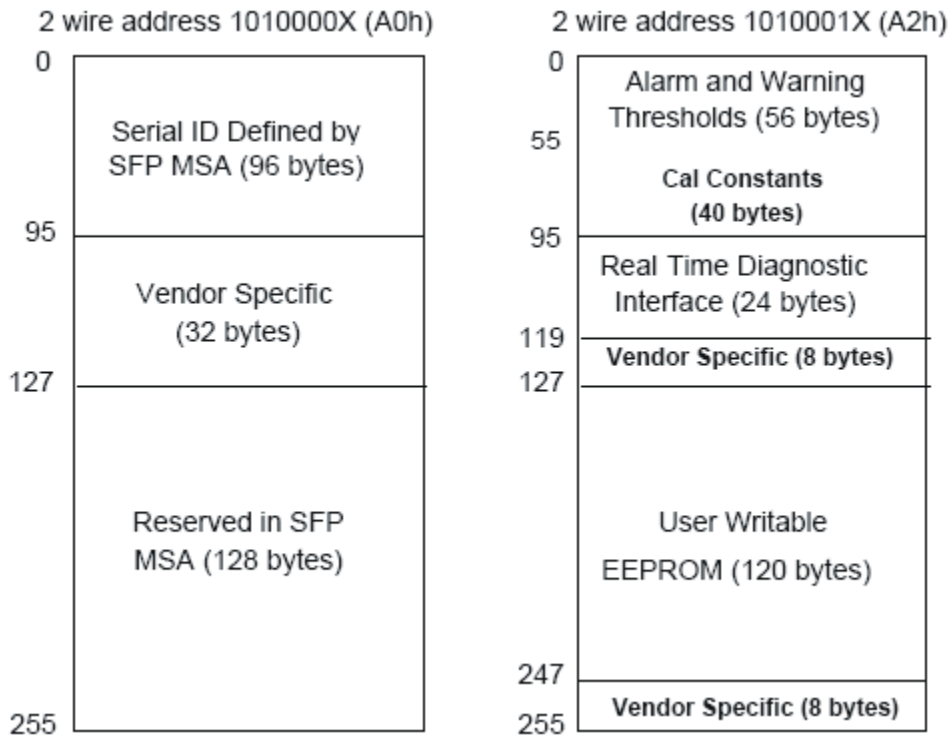 2 wire address 1010000X (A0h)
0
Serial ID Defined by
SFP MSA (96 bytes)
95
Vendor Specific
(32 bytes)
127
Reserved in SFP
MSA (128 bytes)
255
2 wire address 1010001X (A2h)
0
Alarm and Warning
Thresholds (56 bytes)
55
Cal Constants
(40 bytes)
95
Real Time Diagnostic
Interface (24 bytes)
119
Vendor Specific (8 bytes)
127
User Writable
EEPROM (120 bytes)
247
Vendor Specific (8 bytes)
255